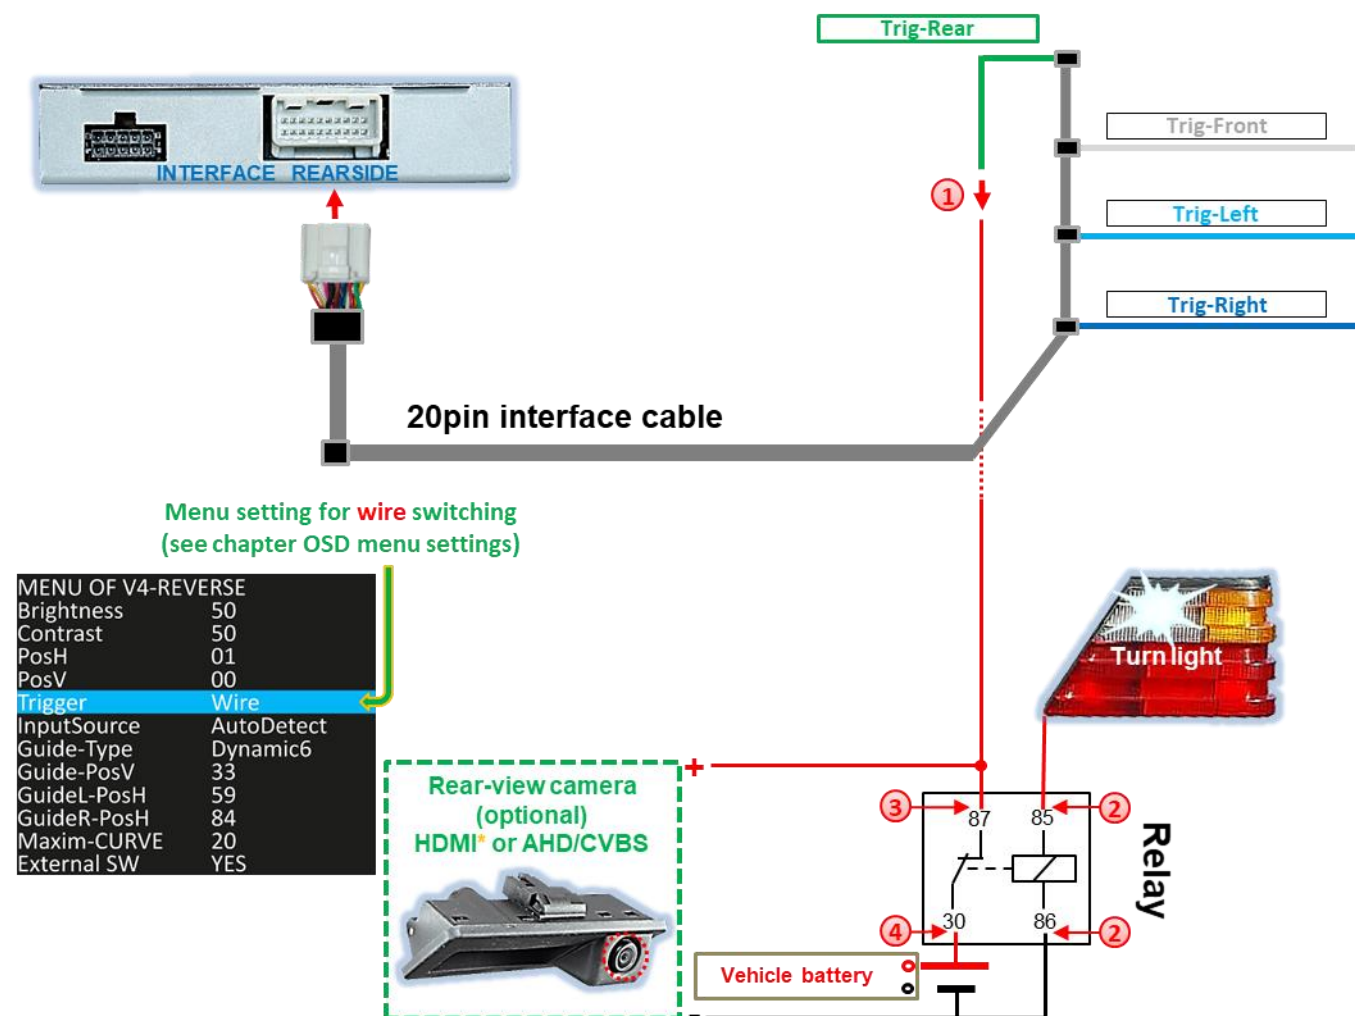 Trig-Rear
Trig-Front
INTERFACE REARSIDE
1
Trig-Left
Trig-Right
20pin interface cable
Menu setting for wire switching
(see chapter OSD menu settings)
MENU OF V4-REVERSE
Brightness 50
Contrast 50
PosH 01
PosV 00
Trigger Wire
InputSource AutoDetect
Guide-Type Dynamic6
Guide-PosV 33
GuideL-PosH 59
GuideR-PosH 84
Maxim-CURVE 20
External SW YES
Turn light
+
Rear-view camera
(optional)
HDMI* or AHD/CVBS
3
87
85
2
Relay
4
30
86
2
Vehicle battery
-